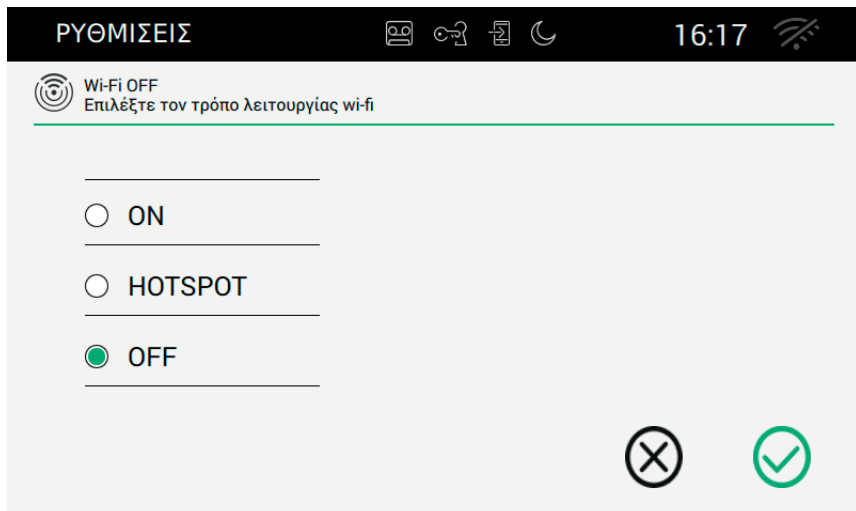 ΡΥΘΜΙΣΕΙΣ 16:17
Wi-Fi OFF
Επιλέξτε τον τρόπο λειτουργίας wi-fi
ON
HOTSPOT
OFF